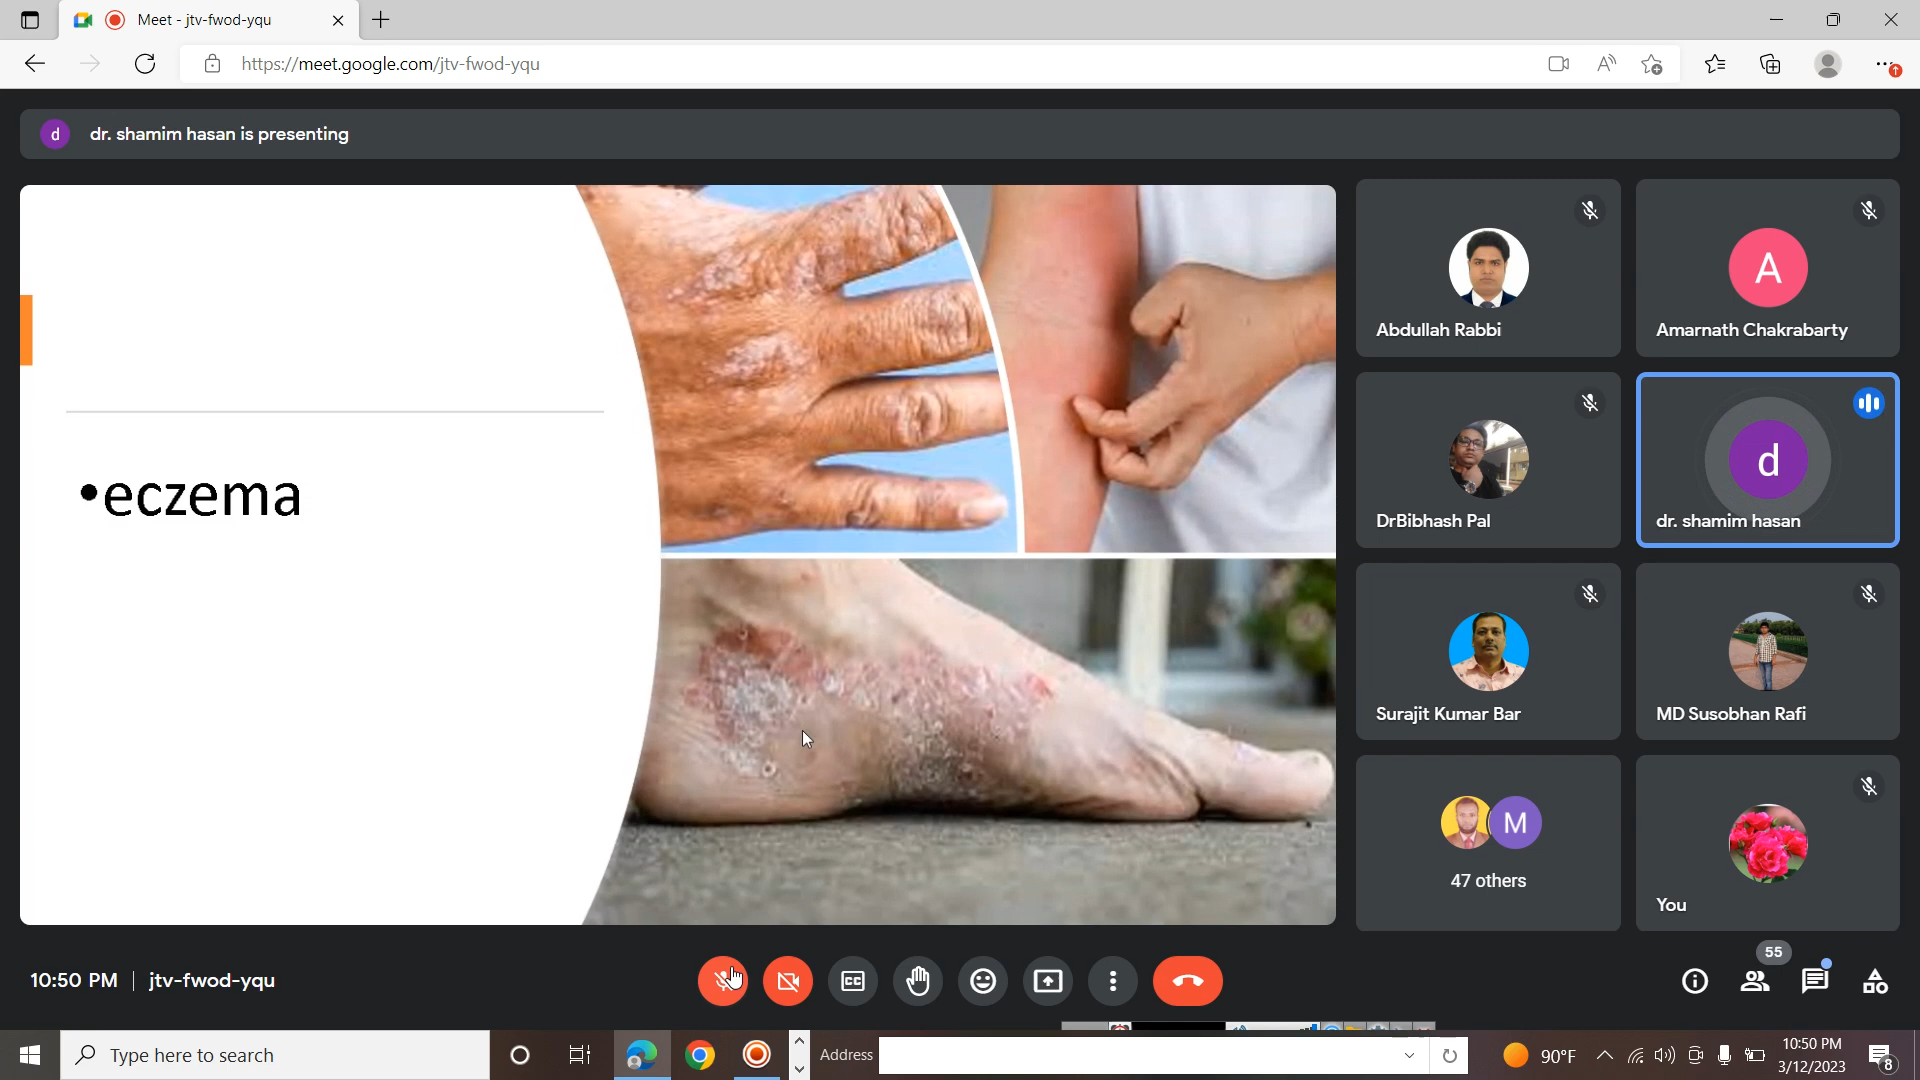 Meet - jtv-fwod-yqu
https://meet.google.com/jtv-fwod-yqu
d
dr. shamim hasan is presenting
•eczema
Abdullah Rabbi
A
Amarnath Chakrabarty
DrBibhash Pal
d
dr. shamim hasan
Surajit Kumar Bar
MD Susobhan Rafi
M
47 others
You
10:50 PM | jtv-fwod-yqu
55
Type here to search
Address
90°F
10:50 PM
3/12/2023
8